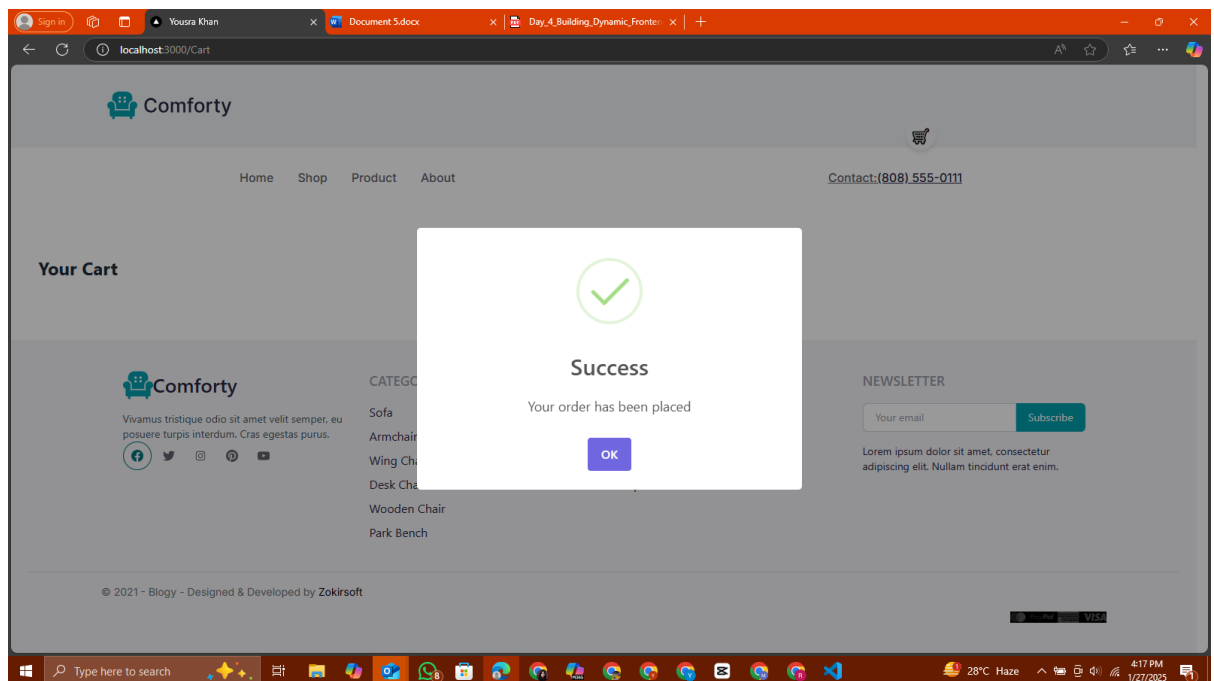 Sign in
Yousra Khan
Document 5.docx
Day_4_Building_Dynamic_Fronten
localhost:3000/Cart
Comforty
Home Shop Product About
Contact:(808) 555-0111
Your Cart
Success
Your order has been placed
OK
Comforty
Vivamus tristique odio sit amet velit semper, eu
posuere turpis interdum. Cras egestas purus.
CATEGO
Sofa
Armchair
Wing Cha
Desk Cha
Wooden Chair
Park Bench
NEWSLETTER
Your email
Subscribe
Lorem ipsum dolor sit amet, consectetur
adipiscing elit. Nullam tincidunt erat enim.
© 2021 - Blogy - Designed & Developed by Zokirsoft
VISA
Type here to search
28°C Haze
4:17 PM
1/27/2025